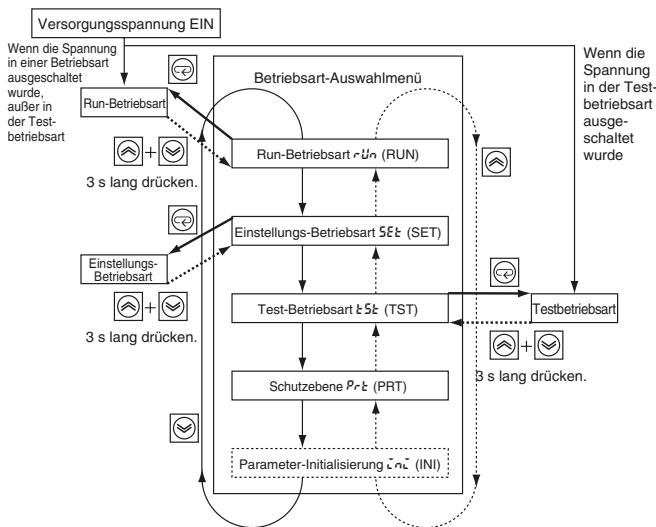 Versorgungsspannung EIN
Wenn die Spannung
in einer Betriebsart
ausgeschaltet
wurde,
außer in
der Test-
betriebsart
Run-Betriebsart
+
3 s lang drücken.
Einstellungs-
Betriebsart
+
3 s lang drücken.
Betriebsart-Auswahlmenü
Run-Betriebsart rUn (RUN)
Einstellungs-Betriebsart SEt (SET)
Test-Betriebsart tSt (TST)
Schutzebene Prt (PRT)
Parameter-Initialisierung ini (INI)
Wenn die
Spannung
in der Test-
betriebsart
ausge-
schaltet
wurde
Testbetriebsart
+
3 s lang drücken.